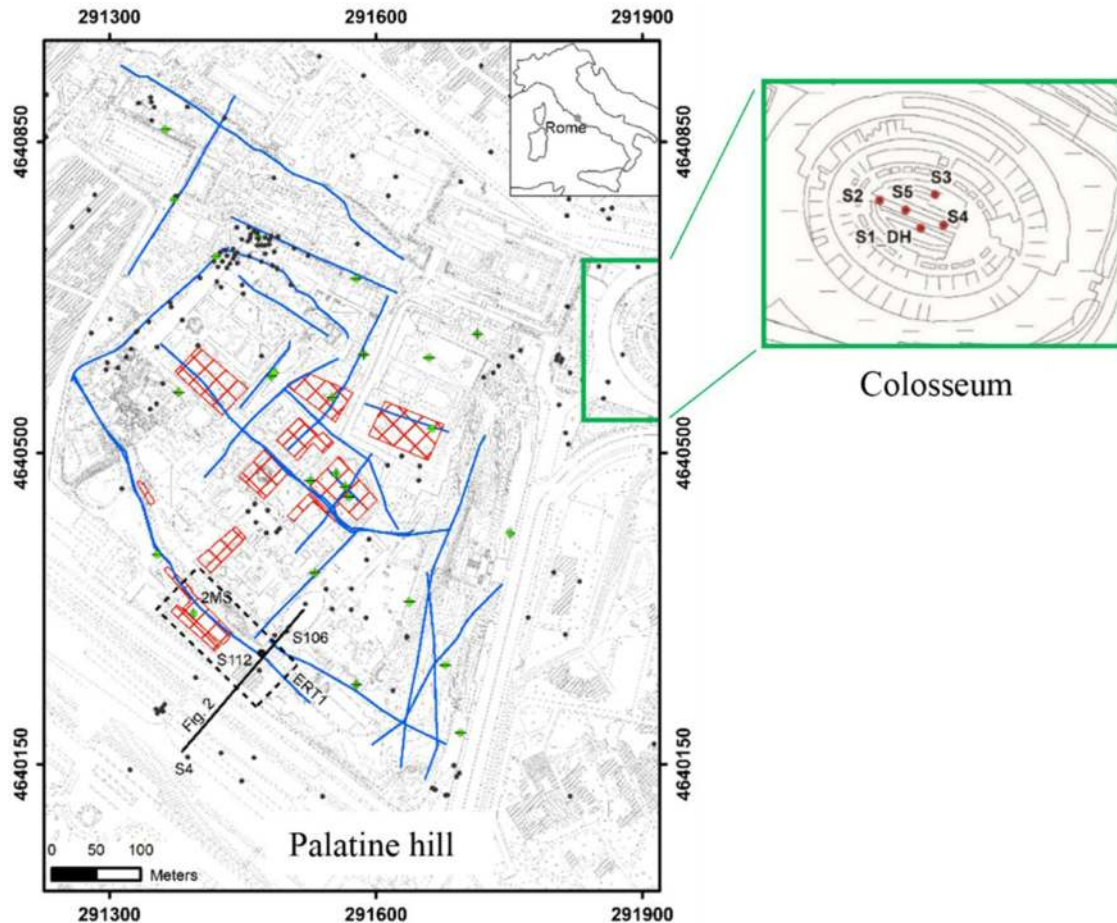 291300 291600 291900
4640850
4640850
Rome
S3
S2 S5
S4
S1 DH
Colosseum
4640500
4640500
2MS
S106
S112
ERT1
Fig. 2
S4
4640150
4640150
Palatine hill
0 50 100
Meters
291300 291600 291900